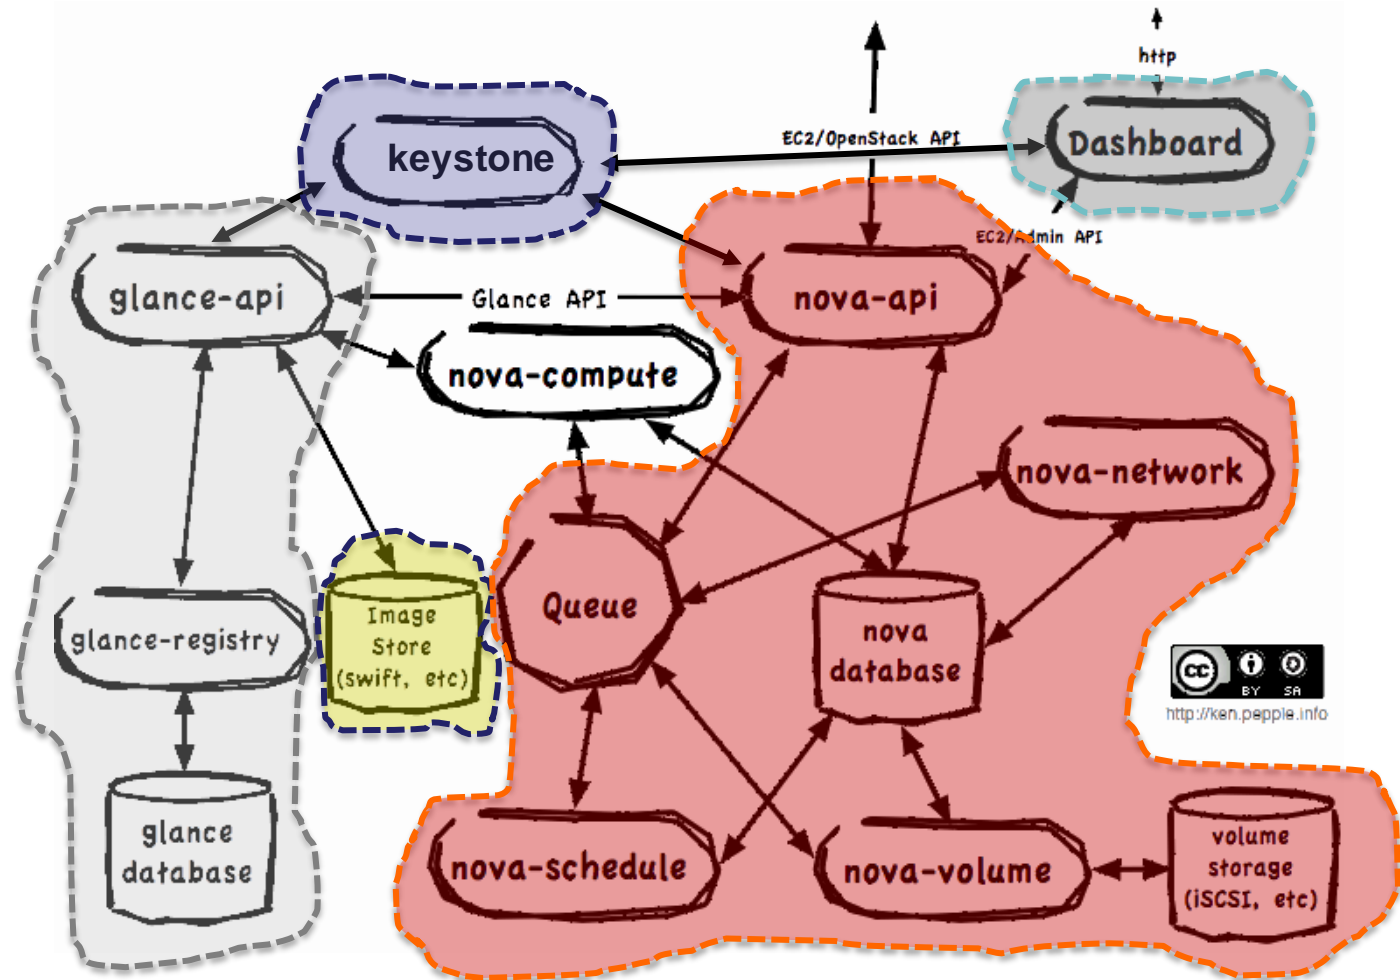 http
EC2/OpenStack API
Dashboard
keystone
EC2/Admin API
glance-api
Glance API
nova-api
nova-compute
nova-network
Queue
Image
Store
(swift, etc)
glance-registry
nova
database
CC
BY SA
http://ken.pepple.info
glance
database
nova-schedule
nova-volume
volume
storage
(iSCSI, etc)